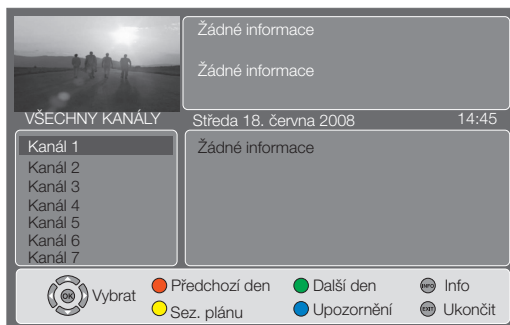 Žádné informace
Žádné informace
VŠECHNY KANÁLY
Středa 18. června 2008 14:45
Kanál 1
Kanál 2
Kanál 3
Kanál 4
Kanál 5
Kanál 6
Kanál 7
Žádné informace
OK Vybrat
Předchozí den
Další den
INFO Info
Sez. plánu
Upozornění
EXIT Ukončit